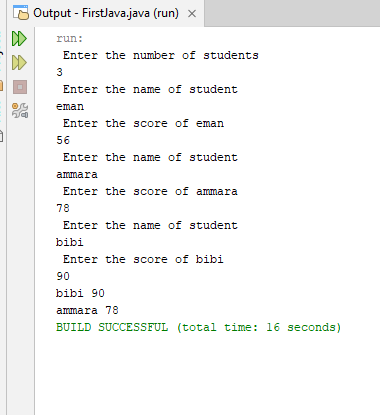 Output - FirstJava.java (run)
run:
Enter the number of students
3
Enter the name of student
eman
Enter the score of eman
56
Enter the name of student
ammara
Enter the score of ammara
78
Enter the name of student
bibi
Enter the score of bibi
90
bibi 90
ammara 78
BUILD SUCCESSFUL (total time: 16 seconds)